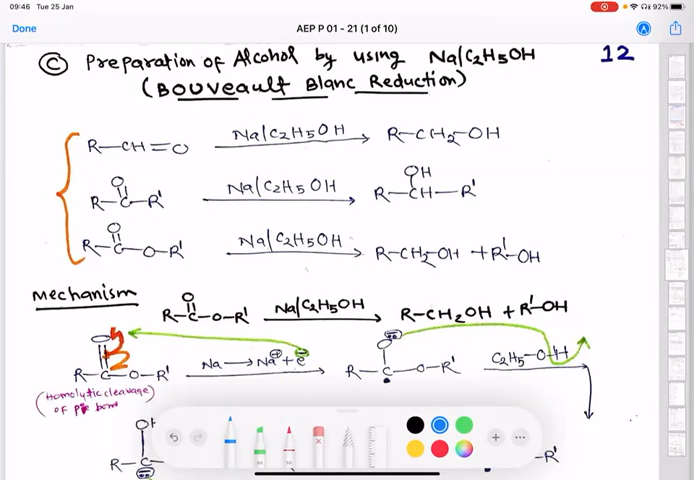 09:46 Tue 25 Jan
92%
Done
AEP P 01 - 21 (1 of 10)
Ⓒ Preparation of Alcohol by using Na/C2H5OH 12
(Bouveault Blanc Reduction)
R-CH=O Na/C2H5OH R-CH2-OH
O OH
R-C-R' Na/C2H5OH R-CH-R'
O
R-C-O-R' Na/C2H5OH R-CH2-OH + R'-OH
Mechanism
O
R-C-O-R' Na/C2H5OH R-CH2OH + R'-OH
O O
R-C-O-R' Na → Na⊕ + e⊖ R-C-O-R' C2H5-O-H
(Homolytic cleavage
of pi bond)
R-C- -R'